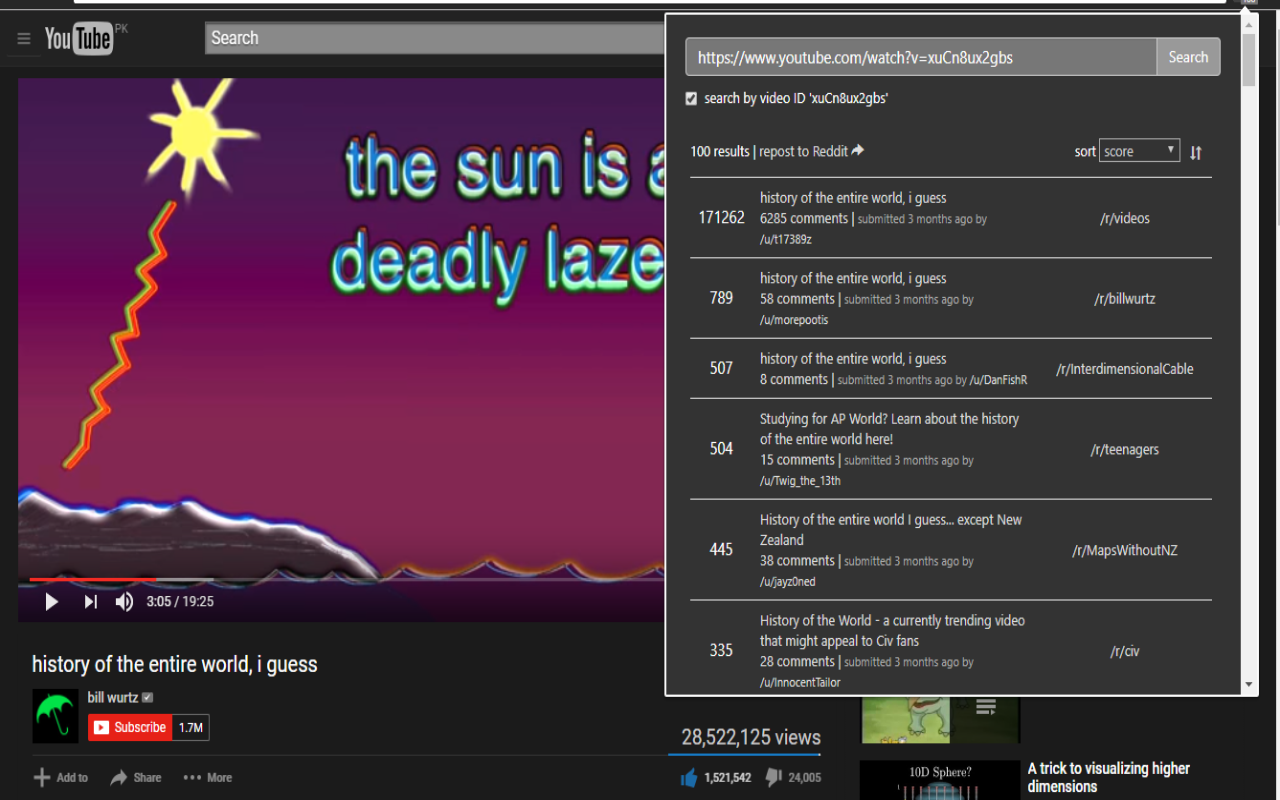 YouTube PK
Search
the sun is a
deadly laze
3:05 / 19:25
history of the entire world, i guess
bill wurtz
Subscribe 1.7M
Add to Share More
28,522,125 views
1,521,542 24,005
https://www.youtube.com/watch?v=xuCn8ux2gbs Search
search by video ID 'xuCn8ux2gbs'
100 results | repost to Reddit sort score
171262
history of the entire world, i guess
6285 comments | submitted 3 months ago by
/u/t17389z
/r/videos
789
history of the entire world, i guess
58 comments | submitted 3 months ago by
/u/morepootis
/r/billwurtz
507
history of the entire world, i guess
8 comments | submitted 3 months ago by /u/DanFishR
/r/InterdimensionalCable
504
Studying for AP World? Learn about the history
of the entire world here!
15 comments | submitted 3 months ago by
/u/Twig_the_13th
/r/teenagers
445
History of the entire world I guess... except New
Zealand
38 comments | submitted 3 months ago by
/u/jayz0ned
/r/MapsWithoutNZ
335
History of the World - a currently trending video
that might appeal to Civ fans
28 comments | submitted 3 months ago by
/u/InnocentTailor
/r/civ
10D Sphere?
A trick to visualizing higher
dimensions